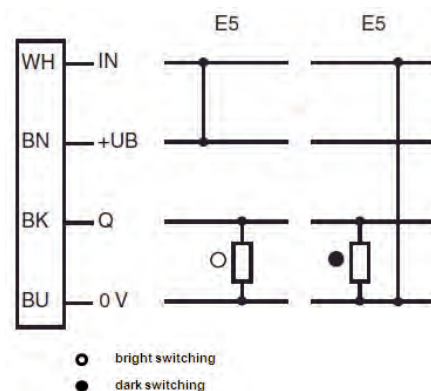 E5 E5
WH IN
BN +UB
BK Q
BU 0 V
bright switching
dark switching